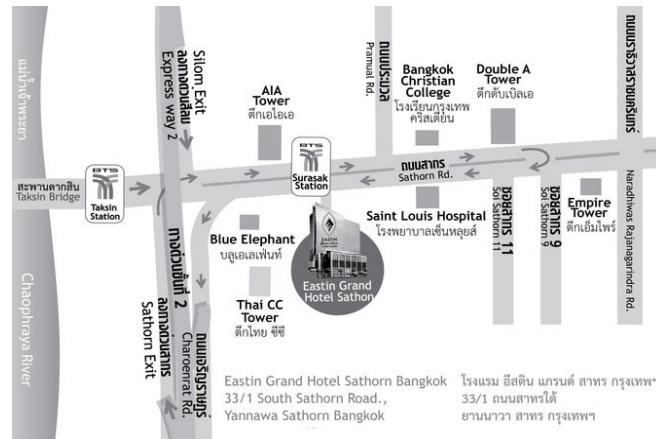 แม่น้ำเจ้าพระยา
Chaophraya River
สะพานตากสิน
Taksin Bridge
BTS
Taksin
Station
Silom Exit
ลงทางด่วนสีลม
Express way 2
ทางด่วนขั้นที่ 2
ลงทางด่วนสาทร
Sathorn Exit
ถนนเจริญราษฎร์
Charoenrat Rd.
AIA
Tower
ตึกเอไอเอ
BTS
Surasak
Station
ถนนประมวล
Pramual Rd.
Bangkok
Christian
College
โรงเรียนกรุงเทพ
คริสเตียน
Double A
Tower
ตึกดับเบิลเอ
ถนนนราธิวาสราชนครินทร์
Naradhiwas Rajanagarindra Rd.
ถนนสาทร
Sathorn Rd.
Saint Louis Hospital
โรงพยาบาลเซ็นหลุยส์
ซอยสาทร 11
Soi Sathorn 11
ซอยสาทร 9
Soi Sathorn 9
Empire
Tower
ตึกเอ็มไพร์
Blue Elephant
บลูเอเลเฟ่นท์
Thai CC
Tower
ตึกไทย ซีซี
EASTIN
Eastin Grand
Hotel Sathon
Eastin Grand Hotel Sathorn Bangkok
33/1 South Sathorn Road.,
Yannawa Sathorn Bangkok
โรงแรม อีสติน แกรนด์ สาทร กรุงเทพฯ
33/1 ถนนสาทรใต้
ยานนาวา สาทร กรุงเทพฯ